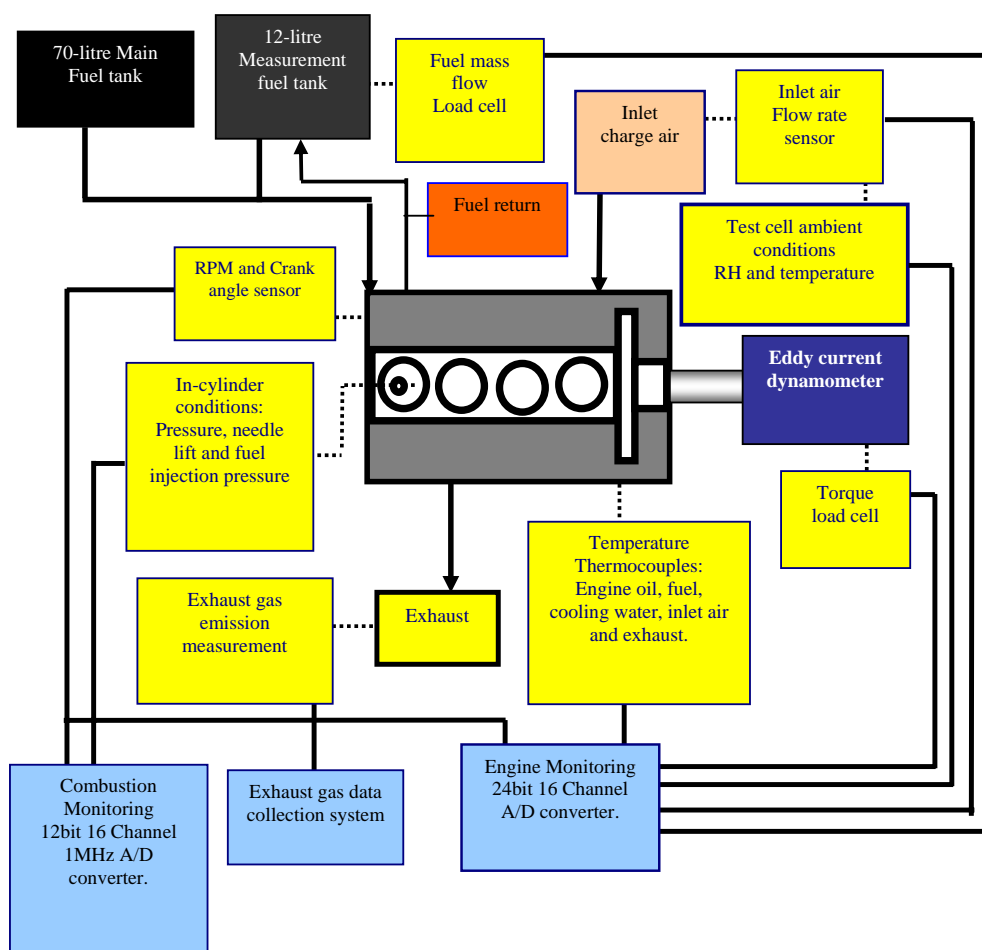 70-litre Main
Fuel tank
12-litre
Measurement
fuel tank
Fuel mass
flow
Load cell
Inlet
charge air
Inlet air
Flow rate
sensor
Fuel return
Test cell ambient
conditions
RH and temperature
RPM and Crank
angle sensor
Eddy current
dynamometer
In-cylinder
conditions:
Pressure, needle
lift and fuel
injection pressure
Torque
load cell
Temperature
Thermocouples:
Engine oil, fuel,
cooling water, inlet air
and exhaust.
Exhaust gas
emission
measurement
Exhaust
Combustion
Monitoring
12bit 16 Channel
1MHz A/D
converter.
Exhaust gas data
collection system
Engine Monitoring
24bit 16 Channel
A/D converter.